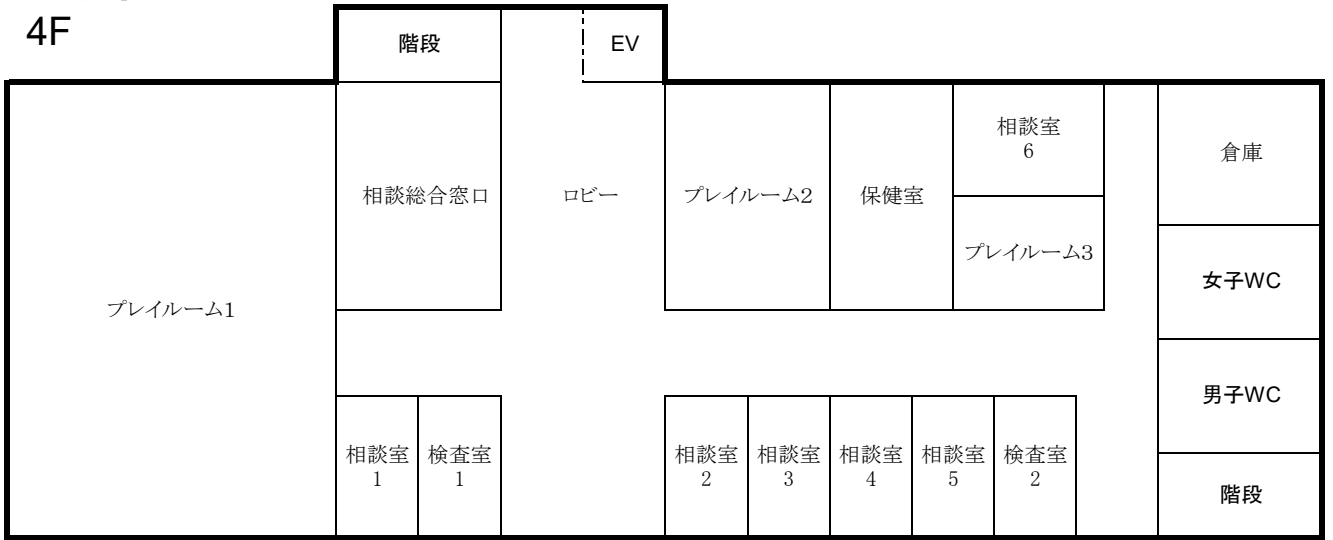 4F
階段
EV
相談総合窓口
ロビー
プレイルーム2
保健室
相談室
6
プレイルーム3
倉庫
女子WC
プレイルーム1
男子WC
相談室
1
検査室
1
相談室
2
相談室
3
相談室
4
相談室
5
検査室
2
階段